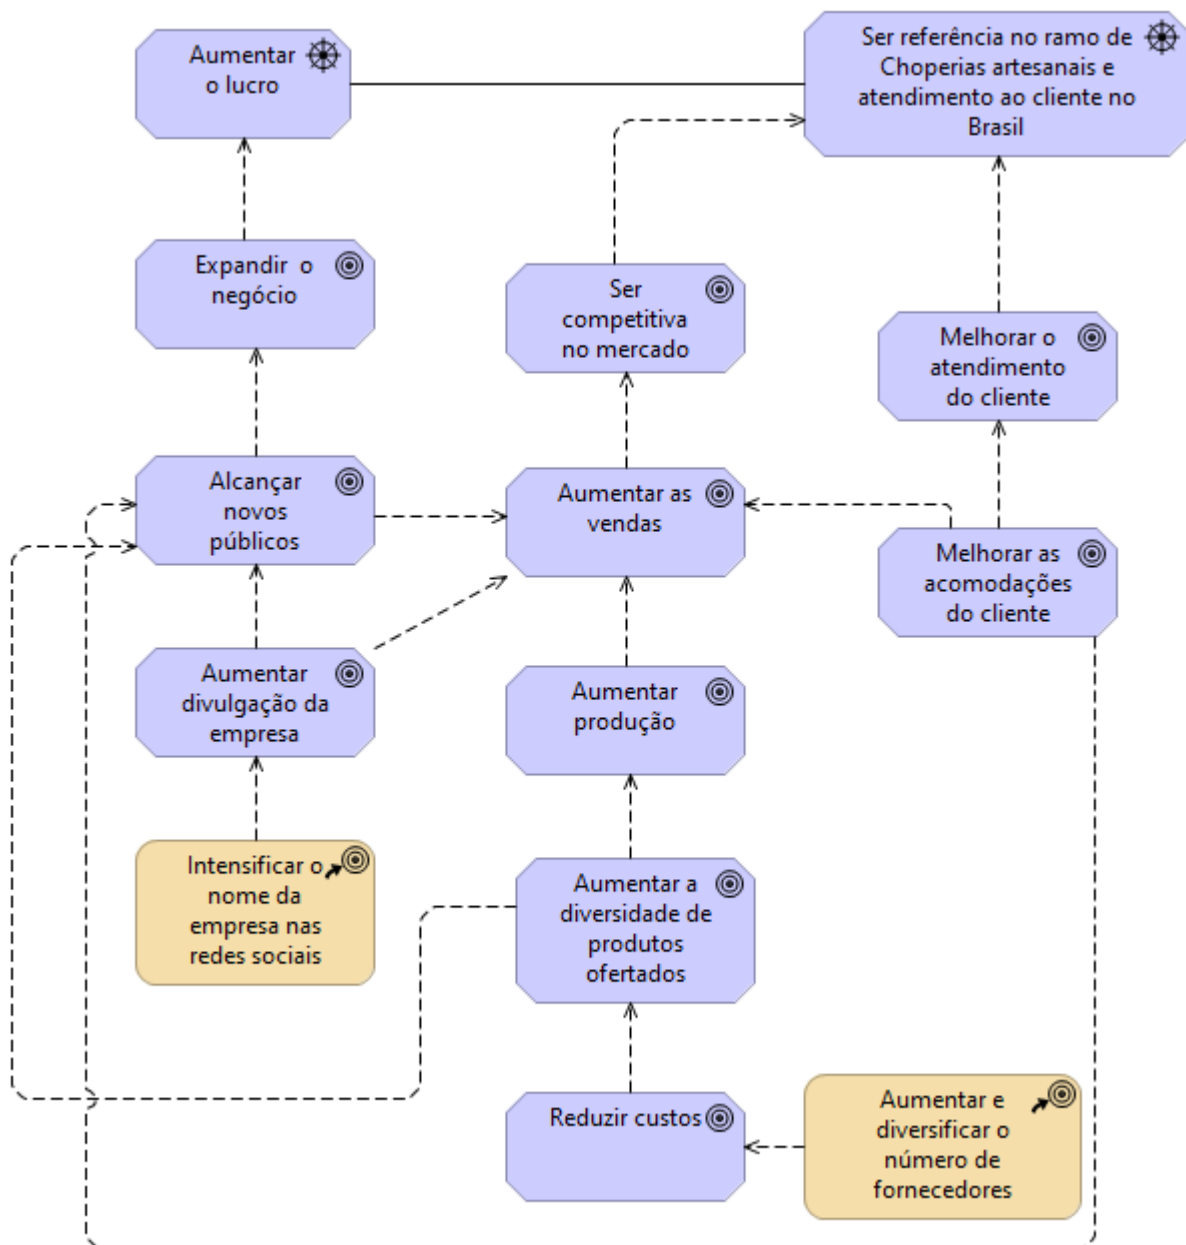 Aumentar
o lucro
Ser referência no ramo de
Choperias artesanais e
atendimento ao cliente no
Brasil
Expandir o
negócio
Ser
competitiva
no mercado
Melhorar o
atendimento
do cliente
Alcançar
novos
públicos
Aumentar as
vendas
Melhorar as
acomodações
do cliente
Aumentar
divulgação da
empresa
Aumentar
produção
Intensificar o
nome da
empresa nas
redes sociais
Aumentar a
diversidade de
produtos
ofertados
Reduzir custos
Aumentar e
diversificar o
número de
fornecedores